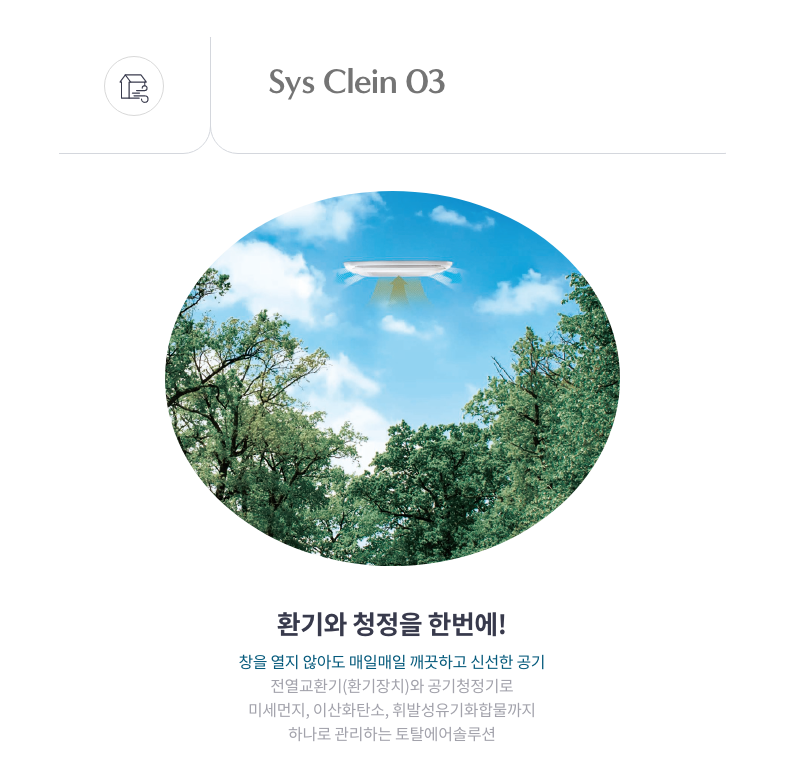 Sys Clein 03
환기와 청정을 한번에!
창을 열지 않아도 매일매일 깨끗하고 신선한 공기
전열교환기(환기장치)와 공기청정기로
미세먼지, 이산화탄소, 휘발성유기화합물까지
하나로 관리하는 토탈에어솔루션